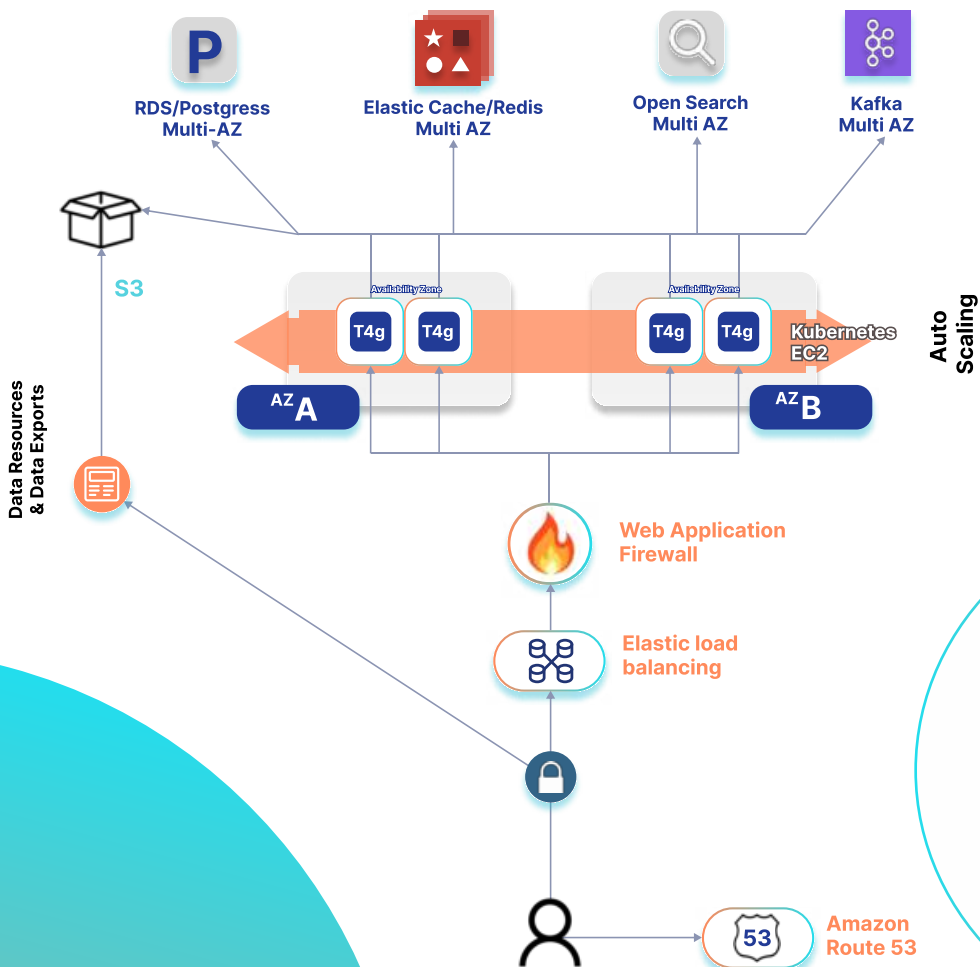 P
RDS/Postgress
Multi-AZ
Elastic Cache/Redis
Multi AZ
Open Search
Multi AZ
Kafka
Multi AZ
S3
Availability Zone
Availability Zone
T4g
T4g
T4g
T4g
Kubernetes
EC2
Auto
Scaling
AZ A
AZ B
Data Resources
& Data Exports
Web Application
Firewall
Elastic load
balancing
53
Amazon
Route 53